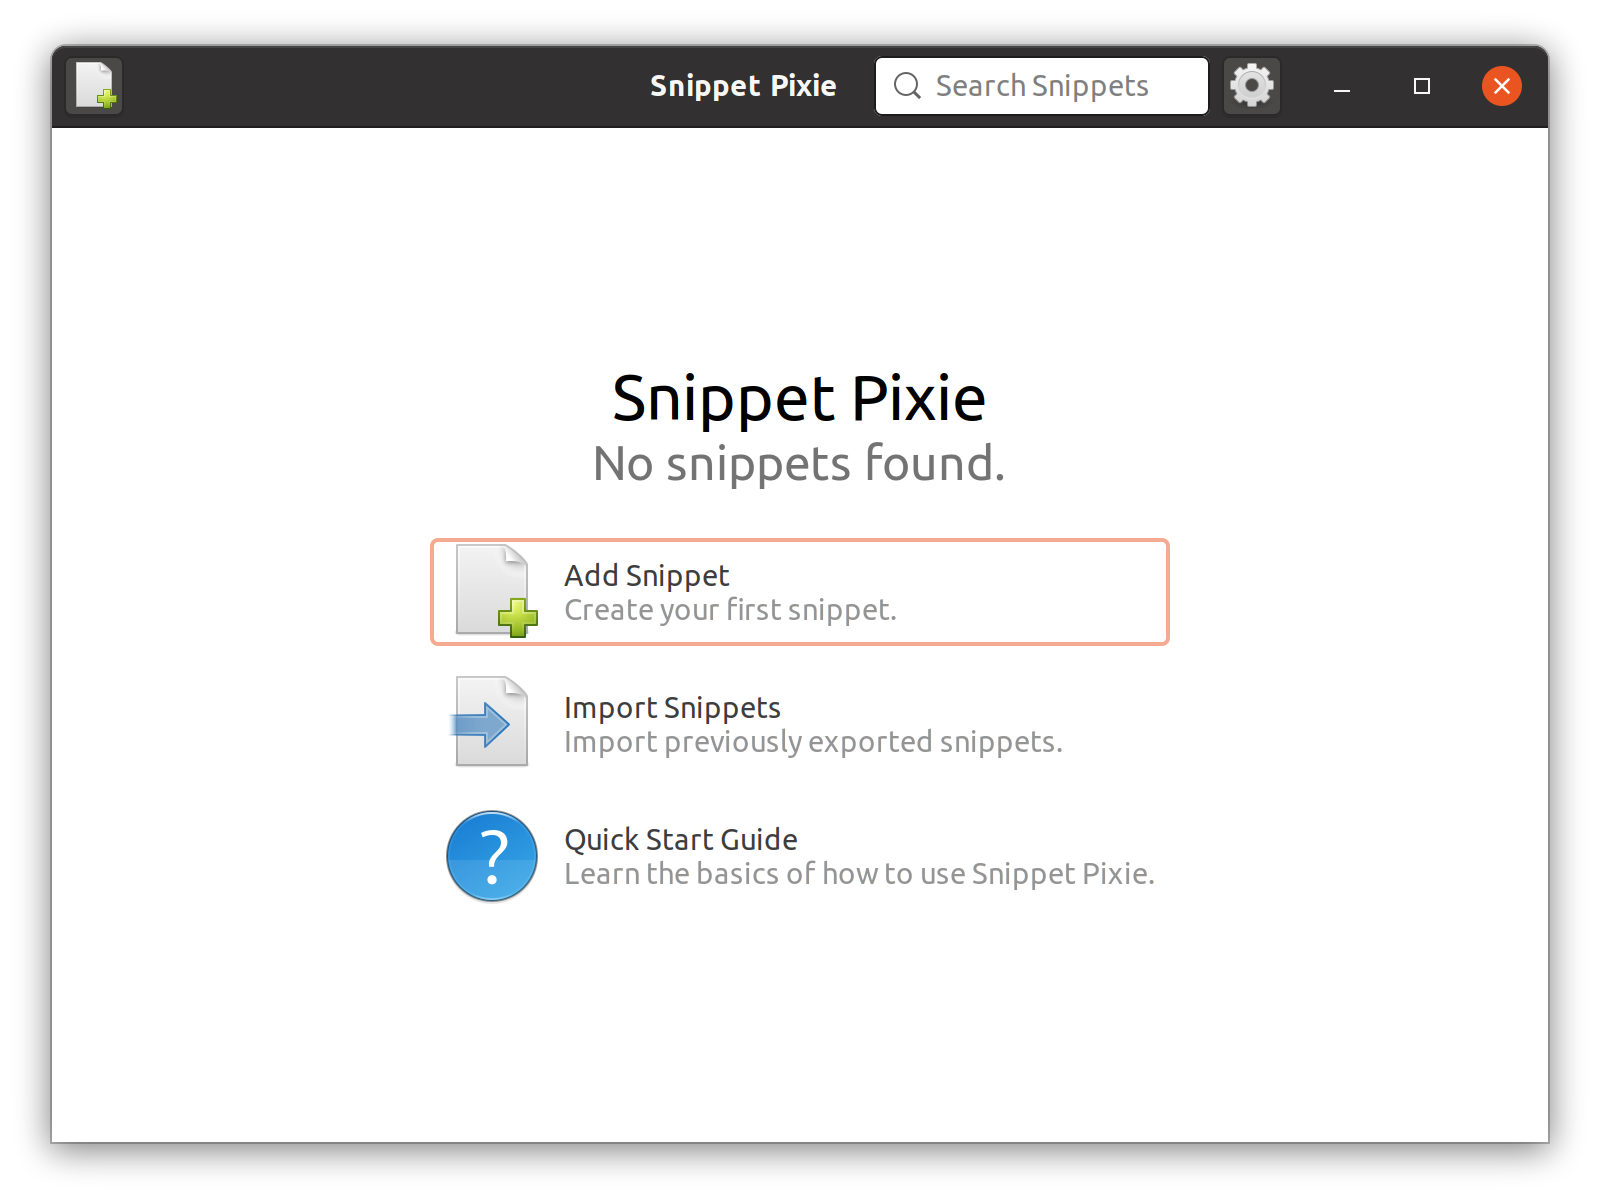 Snippet Pixie
Search Snippets
Snippet Pixie
No snippets found.
Add Snippet
Create your first snippet.
Import Snippets
Import previously exported snippets.
?
Quick Start Guide
Learn the basics of how to use Snippet Pixie.